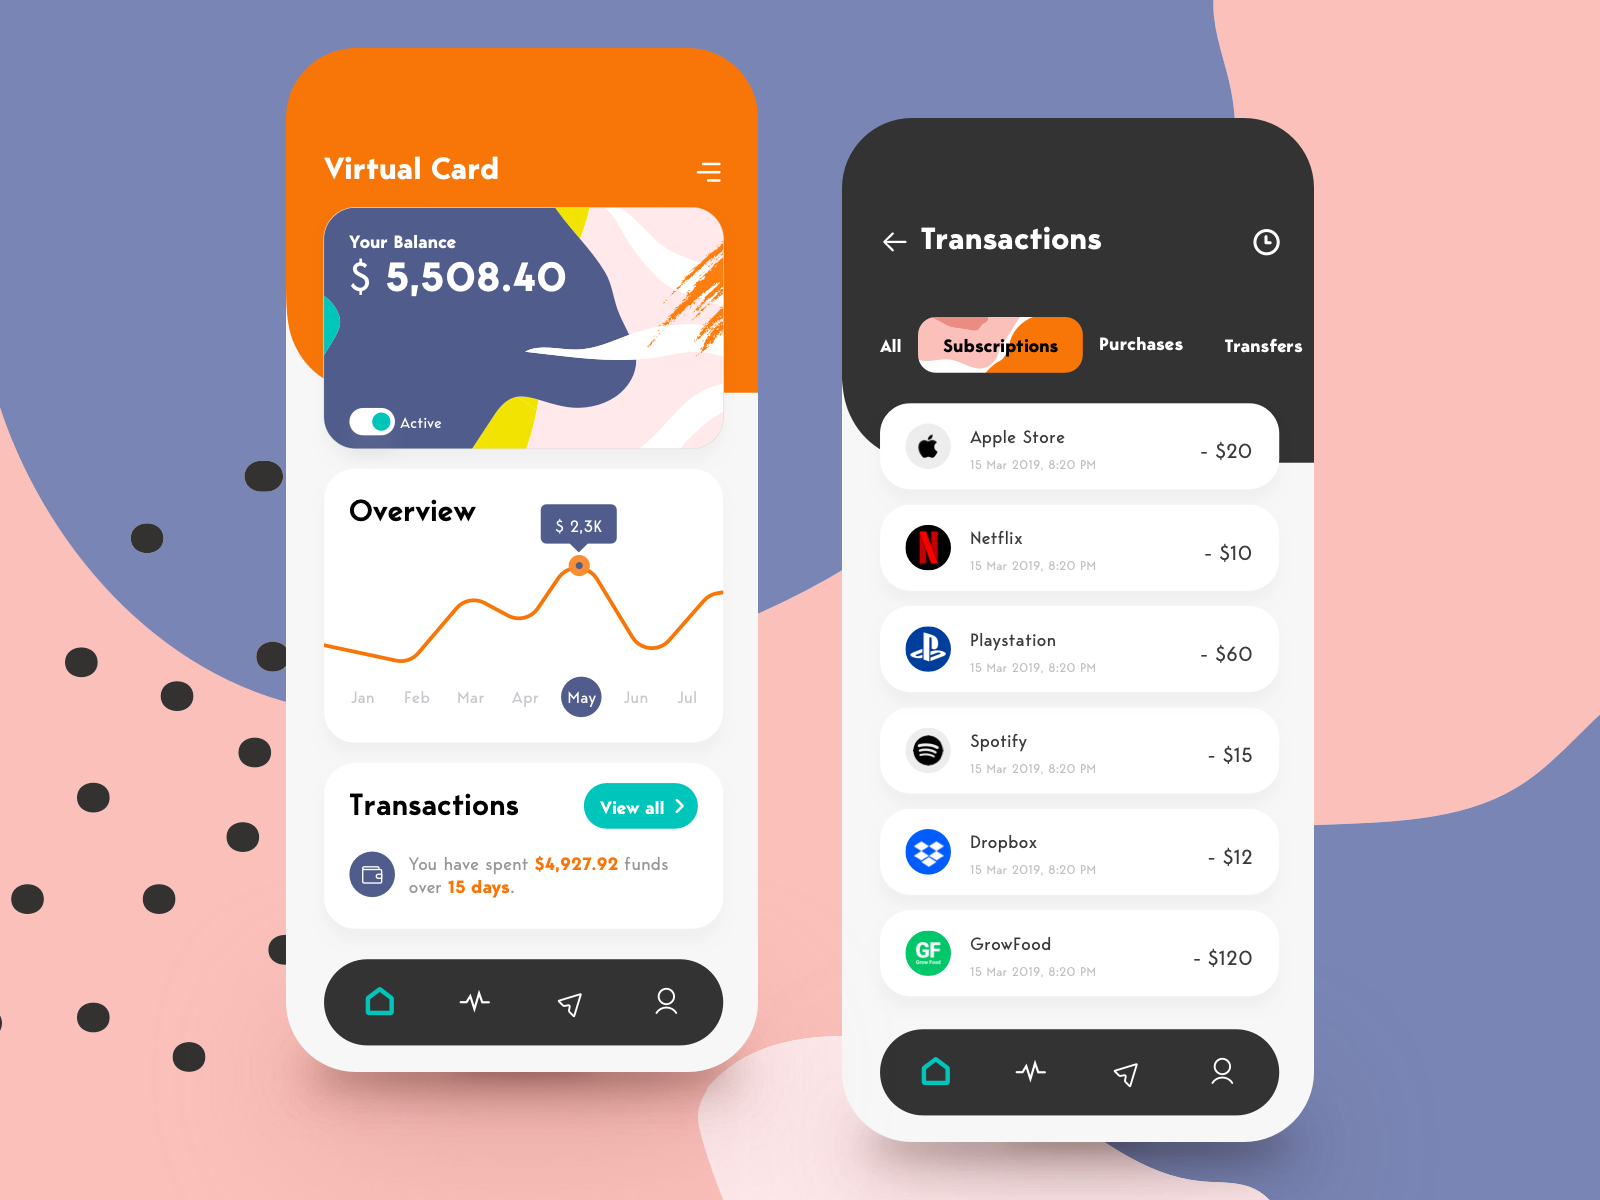 Virtual Card
Your Balance
$ 5,508.40
Active
Overview
$ 2,3K
Jan Feb Mar Apr May Jun Jul
Transactions
View all
You have spent $4,927.92 funds
over 15 days.
Transactions
All Subscriptions Purchases Transfers
Apple Store
15 Mar 2019, 8:20 PM
- $20
N
Netflix
15 Mar 2019, 8:20 PM
- $10
Playstation
15 Mar 2019, 8:20 PM
- $60
Spotify
15 Mar 2019, 8:20 PM
- $15
Dropbox
15 Mar 2019, 8:20 PM
- $12
GF
Grow Food
GrowFood
15 Mar 2019, 8:20 PM
- $120